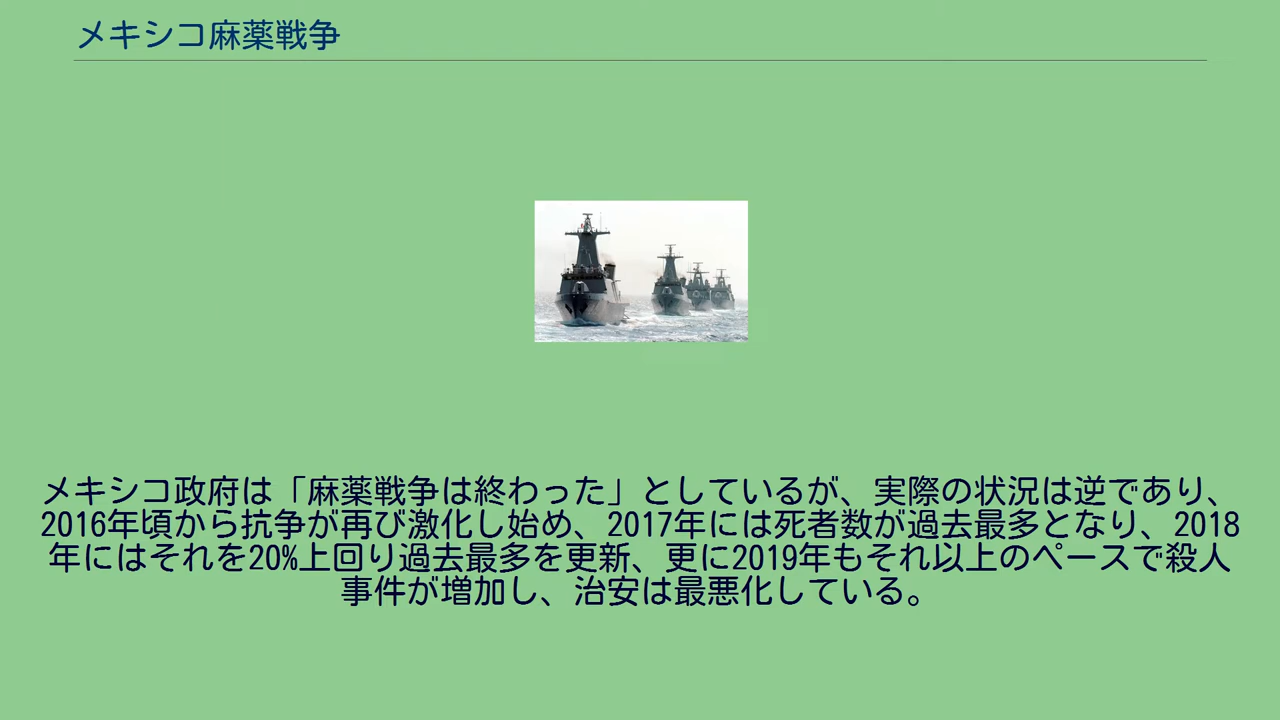 メキシコ麻薬戦争
メキシコ政府は「麻薬戦争は終わった」としているが、実際の状況は逆であり、
2016年頃から抗争が再び激化し始め、2017年には死者数が過去最多となり、2018
年にはそれを20%上回り過去最多を更新、更に2019年もそれ以上のペースで殺人
事件が増加し、治安は最悪化している。